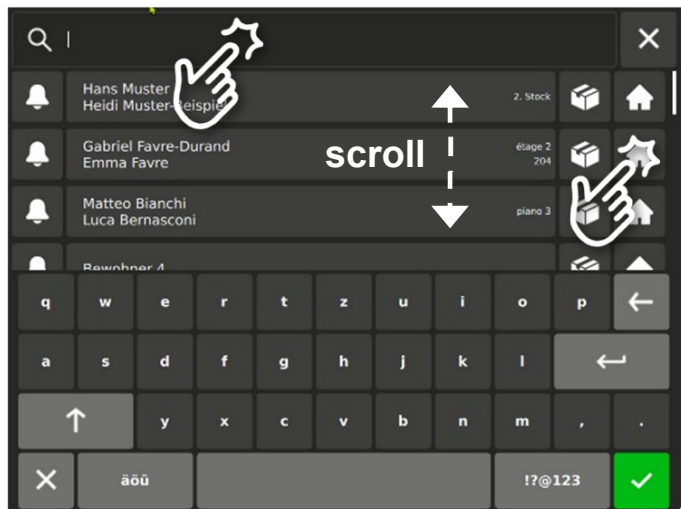 Hans Muster
Heidi Muster-Beispiel
2. Stock
Gabriel Favre-Durand
Emma Favre
scroll
étage 2
204
Matteo Bianchi
Luca Bernasconi
piano 3
Bewohner 4
q w e r t z u i o p
a s d f g h j k l
y x c v b n m , .
äöü !?@123